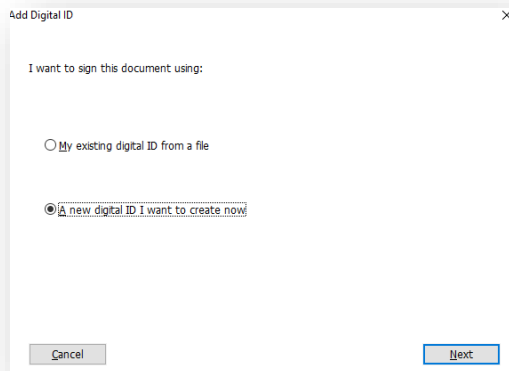 Add Digital ID
I want to sign this document using:
My existing digital ID from a file
A new digital ID I want to create now
Cancel
Next